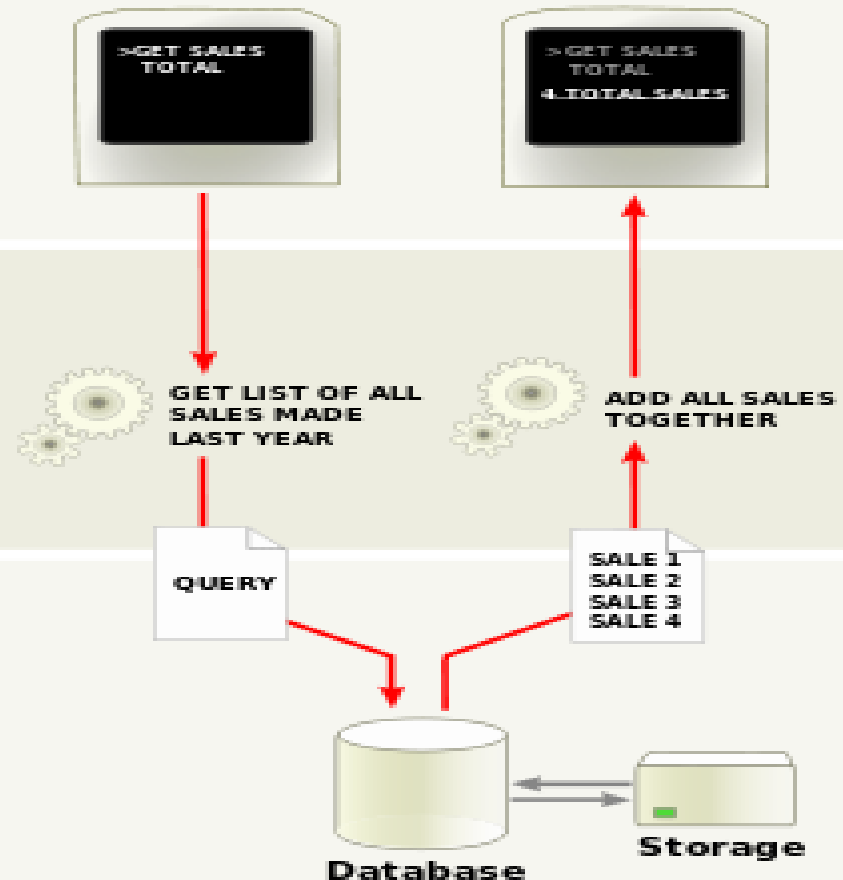 >GET SALES
TOTAL
>GET SALES
TOTAL
4 TOTAL SALES
GET LIST OF ALL
SALES MADE
LAST YEAR
ADD ALL SALES
TOGETHER
QUERY
SALE 1
SALE 2
SALE 3
SALE 4
Database
Storage